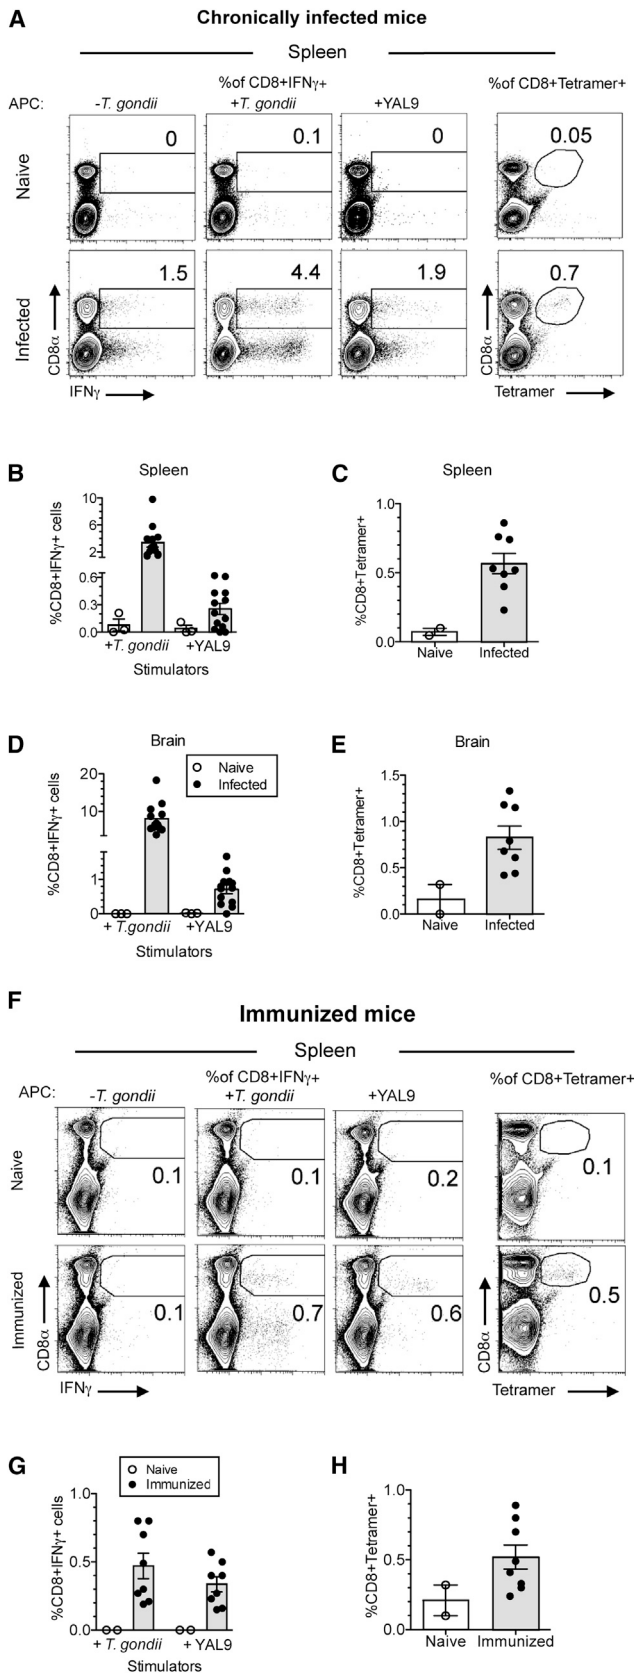 A
Chronically infected mice
Spleen
%of CD8+IFNγ+
%of CD8+Tetramer+
APC:
-T. gondii
+T. gondii
+YAL9
Naive
0
0.1
0
0.05
Infected
1.5
4.4
1.9
0.7
CD8α
CD8α
IFNγ
Tetramer
B
Spleen
%CD8+IFNγ+ cells
10
6
2
0.6
0.3
0.0
+T. gondii
+YAL9
Stimulators
C
Spleen
%CD8+Tetramer+
1.0
0.5
0.0
Naive
Infected
D
Brain
Naive
Infected
%CD8+IFNγ+ cells
20
10
1
0
+ T.gondii
+YAL9
Stimulators
E
Brain
%CD8+Tetramer+
1.5
1.0
0.5
0.0
Naive
Infected
F
Immunized mice
Spleen
%of CD8+IFNγ+
%of CD8+Tetramer+
APC:
-T. gondii
+T. gondii
+YAL9
Naive
0.1
0.1
0.2
0.1
Immunized
0.1
0.7
0.6
0.5
CD8α
CD8α
IFNγ
Tetramer
G
Naive
Immunized
%CD8+IFNγ+ cells
1.0
0.5
0.0
+ T. gondii
+ YAL9
Stimulators
H
%CD8+Tetramer+
1.0
0.5
0.0
Naive
Immunized